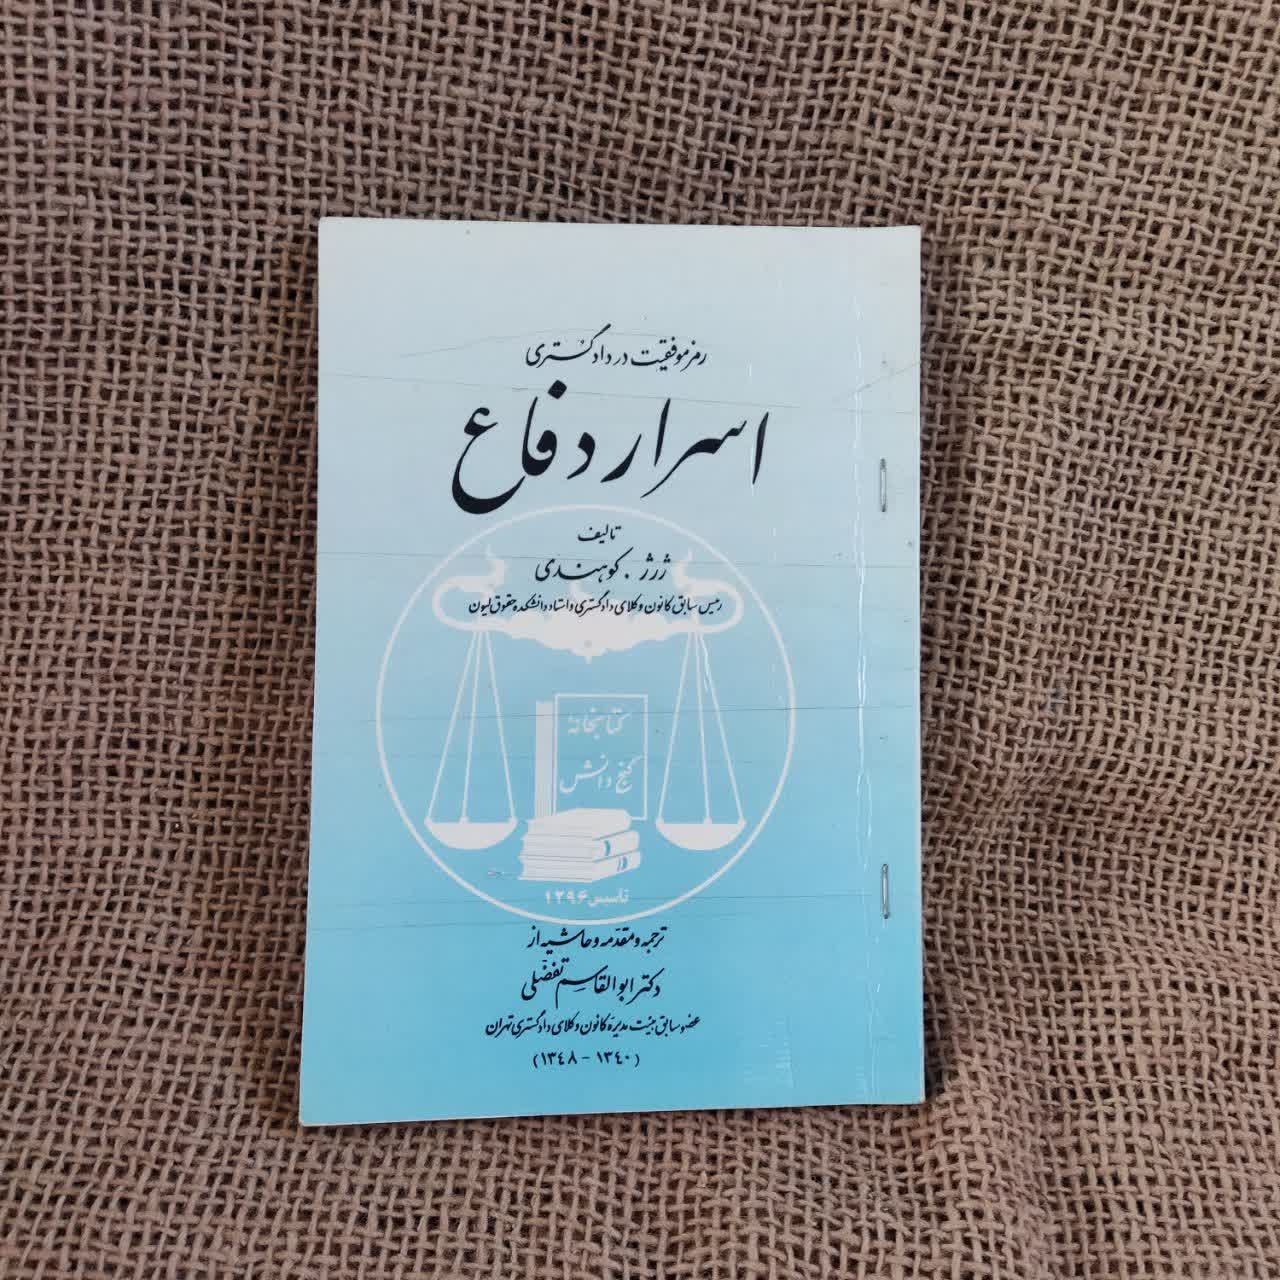 رمز موفقیت در دادگستری
اسرار دفاع
تالیف
ژرژ . کوهندی
رئیس سابق کانون وکلای دادگستری و استاد دانشکده حقوق لیون
کتابخانه
گنج دانش
تاسیس ۱۲۹۶
ترجمه و مقدمه و حاشیه از
دکتر ابوالقاسم تفضلی
عضو سابق هیئت مدیره کانون وکلای دادگستری تهران
(۱۳۴۰ - ۱۳۴۸)